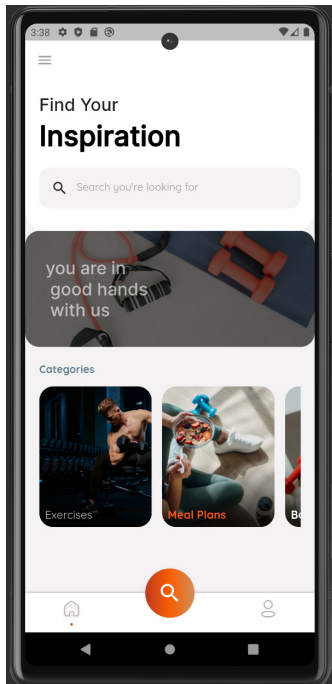 3:38
Find Your
Inspiration
Search you're looking for
you are in
good hands
with us
Categories
Exercises
Meal Plans